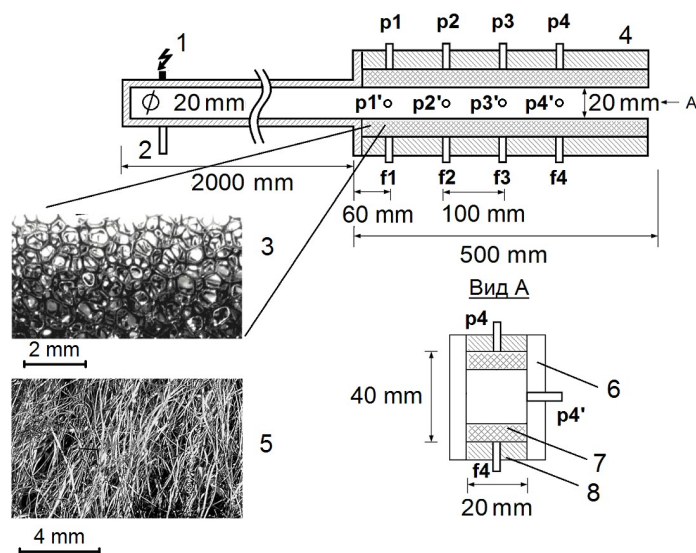 1
p1 p2 p3 p4 4
20 mm p1' p2' p3' p4' 20 mm A
2
f1 f2 f3 f4
2000 mm
60 mm 100 mm
500 mm
3
Вид А
2 mm
p4
40 mm
6
p4'
5
7
f4
8
20 mm
4 mm